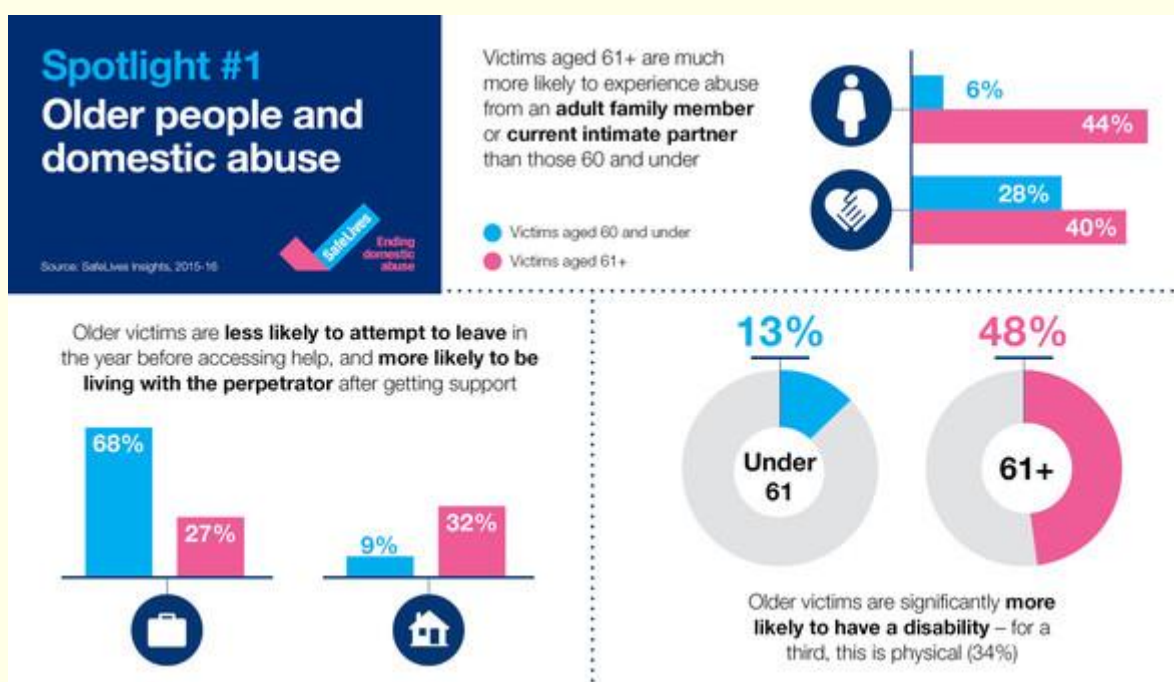 Spotlight #1
Older people and
domestic abuse
SafeLives
Ending
domestic
abuse
Source: SafeLives Insights, 2015-16
Victims aged 61+ are much
more likely to experience abuse
from an adult family member
or current intimate partner
than those 60 and under
Victims aged 60 and under
Victims aged 61+
6%
44%
28%
40%
Older victims are less likely to attempt to leave in
the year before accessing help, and more likely to be
living with the perpetrator after getting support
68%
27%
9%
32%
13%
48%
Under
61
61+
Older victims are significantly more
likely to have a disability – for a
third, this is physical (34%)